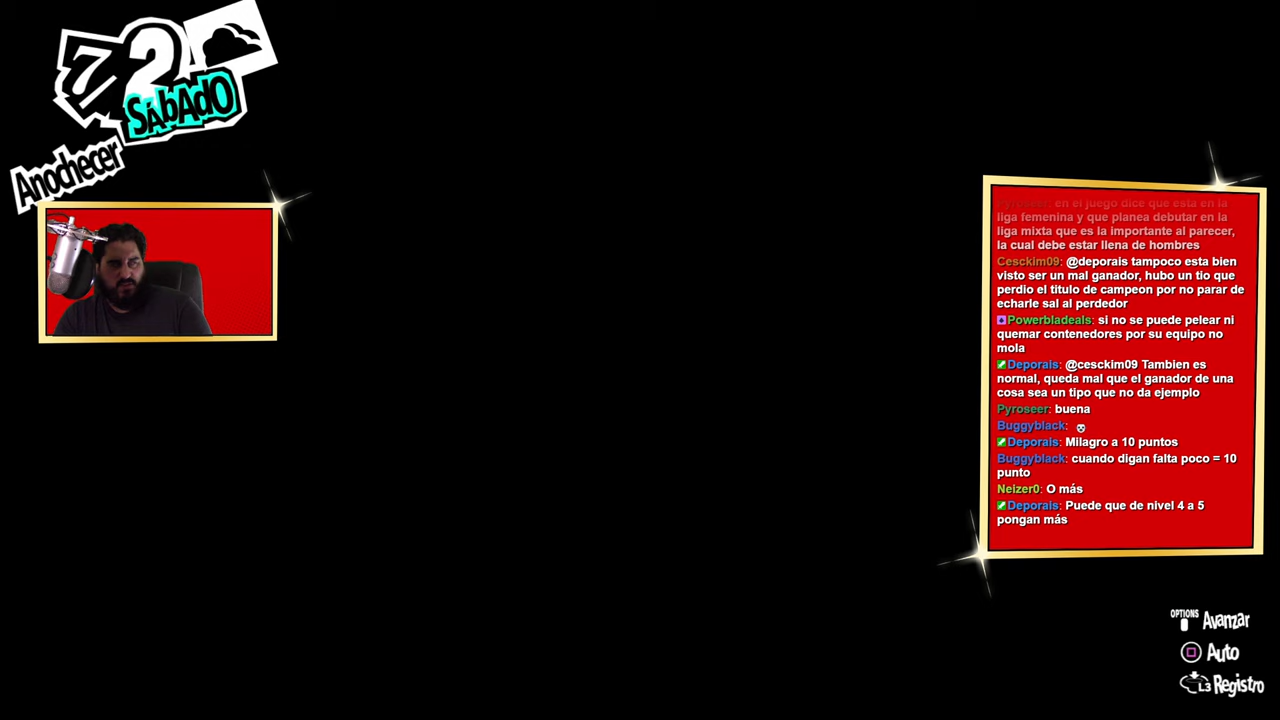 7 2
Sábado
Anochecer
Pyroseer: en el juego dice que esta en la
liga femenina y que planea debutar en la
liga mixta que es la importante al parecer,
la cual debe estar llena de hombres
Cesckim09: @deporais tampoco esta bien
visto ser un mal ganador, hubo un tio que
perdio el titulo de campeon por no parar de
echarle sal al perdedor
Powerbladeals: si no se puede pelear ni
quemar contenedores por su equipo no
mola
Deporais: @cesckim09 Tambien es
normal, queda mal que el ganador de una
cosa sea un tipo que no da ejemplo
Pyroseer: buena
Buggyblack:
Deporais: Milagro a 10 puntos
Buggyblack: cuando digan falta poco = 10
punto
Neizer0: O más
Deporais: Puede que de nivel 4 a 5
pongan más
OPTIONS Avanzar
Auto
L3 Registro